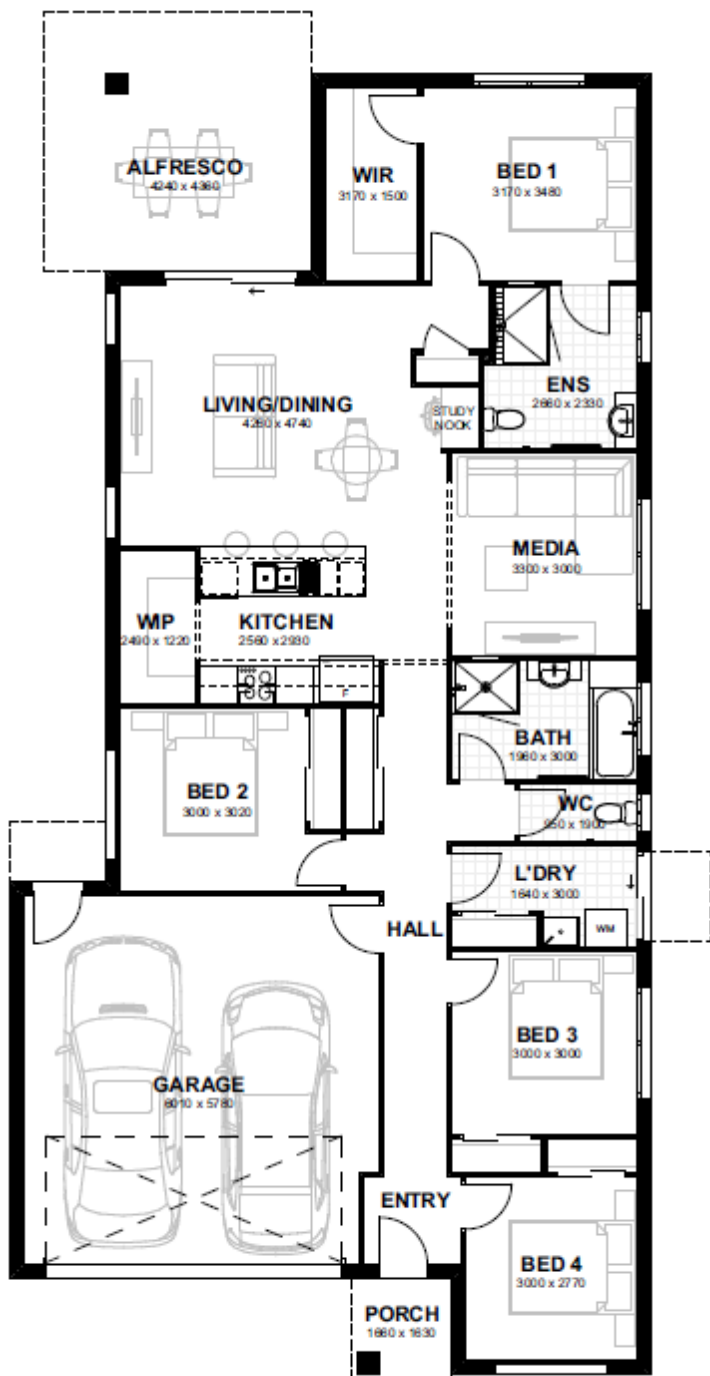 ALFRESCO
4240 x 4360
WIR
3170 x 1500
BED 1
3170 x 3480
LIVING/DINING
4260 x 4740
STUDY
NOOK
ENS
2660 x 2330
MEDIA
3300 x 3000
WIP
2490 x 1220
KITCHEN
2560 x 2930
F
BATH
1960 x 3000
BED 2
3000 x 3020
WC
950 x 1900
L'DRY
1640 x 3000
WM
HALL
BED 3
3000 x 3000
GARAGE
6010 x 5780
ENTRY
BED 4
3000 x 2770
PORCH
1660 x 1630